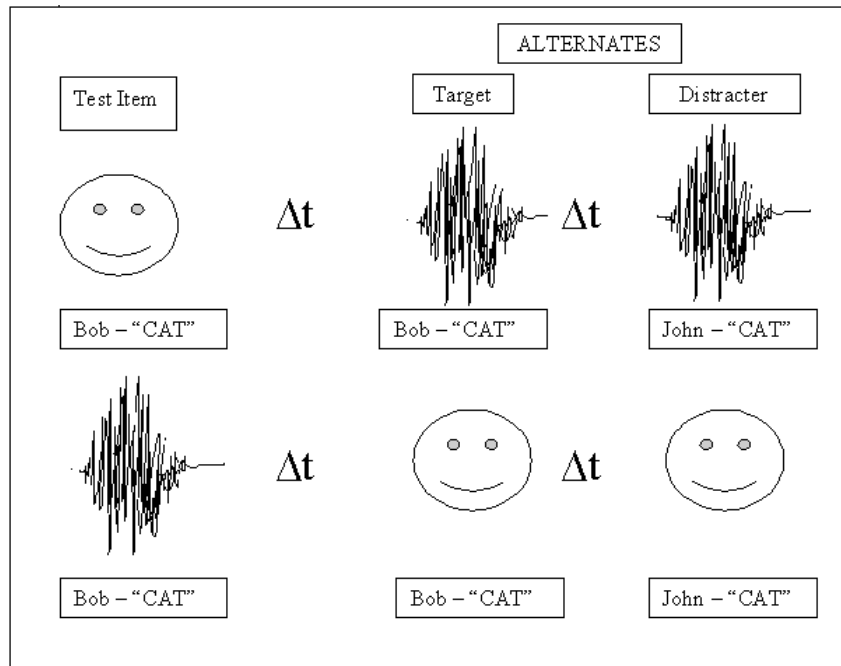 ALTERNATES
Test Item
Target
Distracter
Δt
Δt
Bob – “CAT”
Bob – “CAT”
John – “CAT”
Δt
Δt
Bob – “CAT”
Bob – “CAT”
John – “CAT”